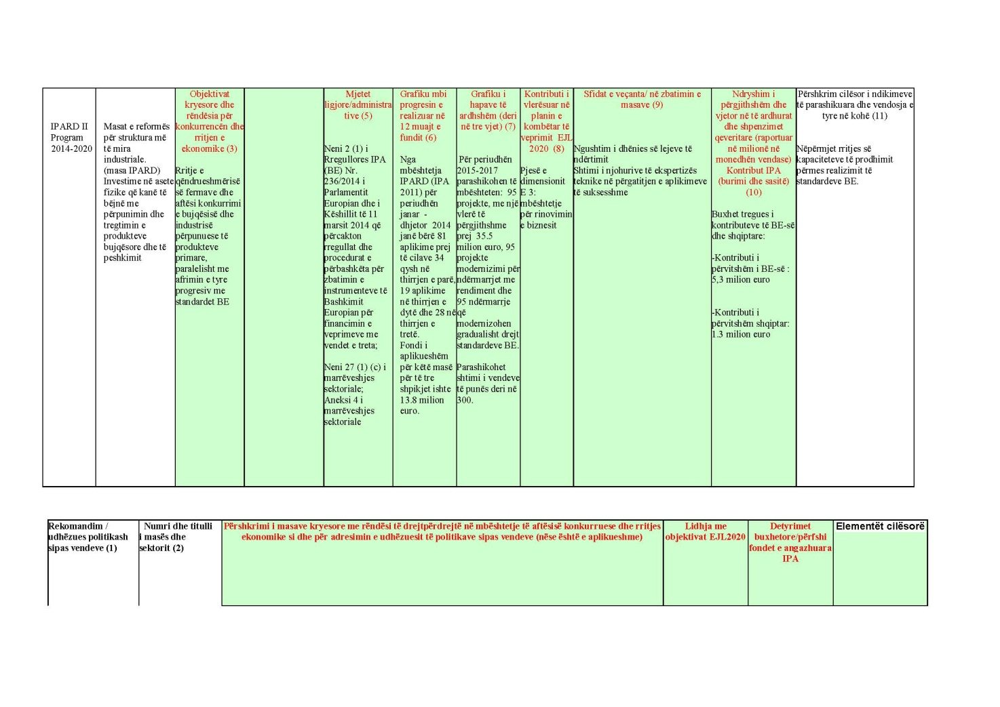 IPARD II
Program
2014-2020
Masat e reformës
për struktura më
të mira
industriale.
(masa IPARD)
Investime në asete
fizike që kanë të
bëjnë me
përpunimin dhe
tregtimin e
produkteve
bujqësore dhe të
peshkimit
Objektivat
kryesore dhe
rëndësia për
konkurrencën dhe
rritjen e
ekonomike (3)
Rritje e
qëndrueshmërisë
së fermave dhe
aftësi konkurrimi
e bujqësisë dhe
industrisë
përpunuese të
produkteve
primare,
paralelisht me
afrimin e tyre
progresiv me
standardet BE
Mjetet
ligjore/administra
tive (5)
Neni 2 (1) i
Rregullores IPA
(BE) Nr.
236/2014 i
Parlamentit
Europian dhe i
Këshillit të 11
marsit 2014 që
përcakton
rregullat dhe
procedurat e
përbashkëta për
zbatimin e
instrumenteve të
Bashkimit
Europian për
financimin e
veprimeve me
vendet e treta;
Neni 27 (1) (c) i
marrëveshjes
sektoriale;
Aneksi 4 i
marrëveshjes
sektoriale
Grafiku mbi
progresin e
realizuar në
12 muajt e
fundit (6)
Nga
mbështetja
IPARD (IPA
2011) për
periudhën
janar -
dhjetor 2014
janë bërë 81
aplikime prej
të cilave 34
qysh në
thirrjen e parë,
19 aplikime
në thirrjen e
dytë dhe 28 në
thirrjen e
tretë.
Fondi i
aplikueshëm
për këtë masë
për të tre
shpikjet ishte
13.8 milion
euro.
Grafiku i
hapave të
ardhshëm (deri
në tre vjet) (7)
Për periudhën
2015-2017
parashikohen të
mbështeten: 95
projekte, me një
vlerë të
përgjithshme
prej 35.5
milion euro, 95
projekte
modernizimi për
ndërmarrjet me
rendiment dhe
95 ndërmarrje
që
modernizohen
gradualisht drejt
standardeve BE.
Parashikohet
shtimi i vendeve
të punës deri në
300.
Kontributi i
vlerësuar në
planin e
kombëtar të
veprimit EJL
2020 (8)
Pjesë e
dimensionit
E 3:
mbështetje
për rinovimin
e biznesit
Sfidat e veçanta/ në zbatimin e
masave (9)
Ngushtim i dhënies së lejeve të
ndërtimit
Shtimi i njohurive të ekspertizës
teknike në përgatitjen e aplikimeve
të suksesshme
Ndryshim i
përgjithshëm dhe
vjetor në të ardhurat
dhe shpenzimet
qeveritare (raportuar
në milionë në
monedhën vendase)
Kontribut IPA
(burimi dhe sasitë)
(10)
Buxhet tregues i
kontributeve të BE-së
dhe shqiptare:
-Kontributi i
përvitshëm i BE-së :
5,3 milion euro
-Kontributi i
përvitshëm shqiptar:
1.3 milion euro
Përshkrim cilësor i ndikimeve
të parashikuara dhe vendosja e
tyre në kohë (11)
Nëpërmjet rritjes së
kapaciteteve të prodhimit
përmes realizimit të
standardeve BE.
Rekomandim /
udhëzues politikash
sipas vendeve (1)
Numri dhe titulli
i masës dhe
sektorit (2)
Përshkrimi i masave kryesore me rëndësi të drejtpërdrejtë në mbështetje të aftësisë konkurruese dhe rritjes
ekonomike si dhe për adresimin e udhëzuesit të politikave sipas vendeve (nëse është e aplikueshme)
Lidhja me
objektivat EJL2020
Detyrimet
buxhetore/përfshi
fondet e angazhuara
IPA
Elementët cilësorë